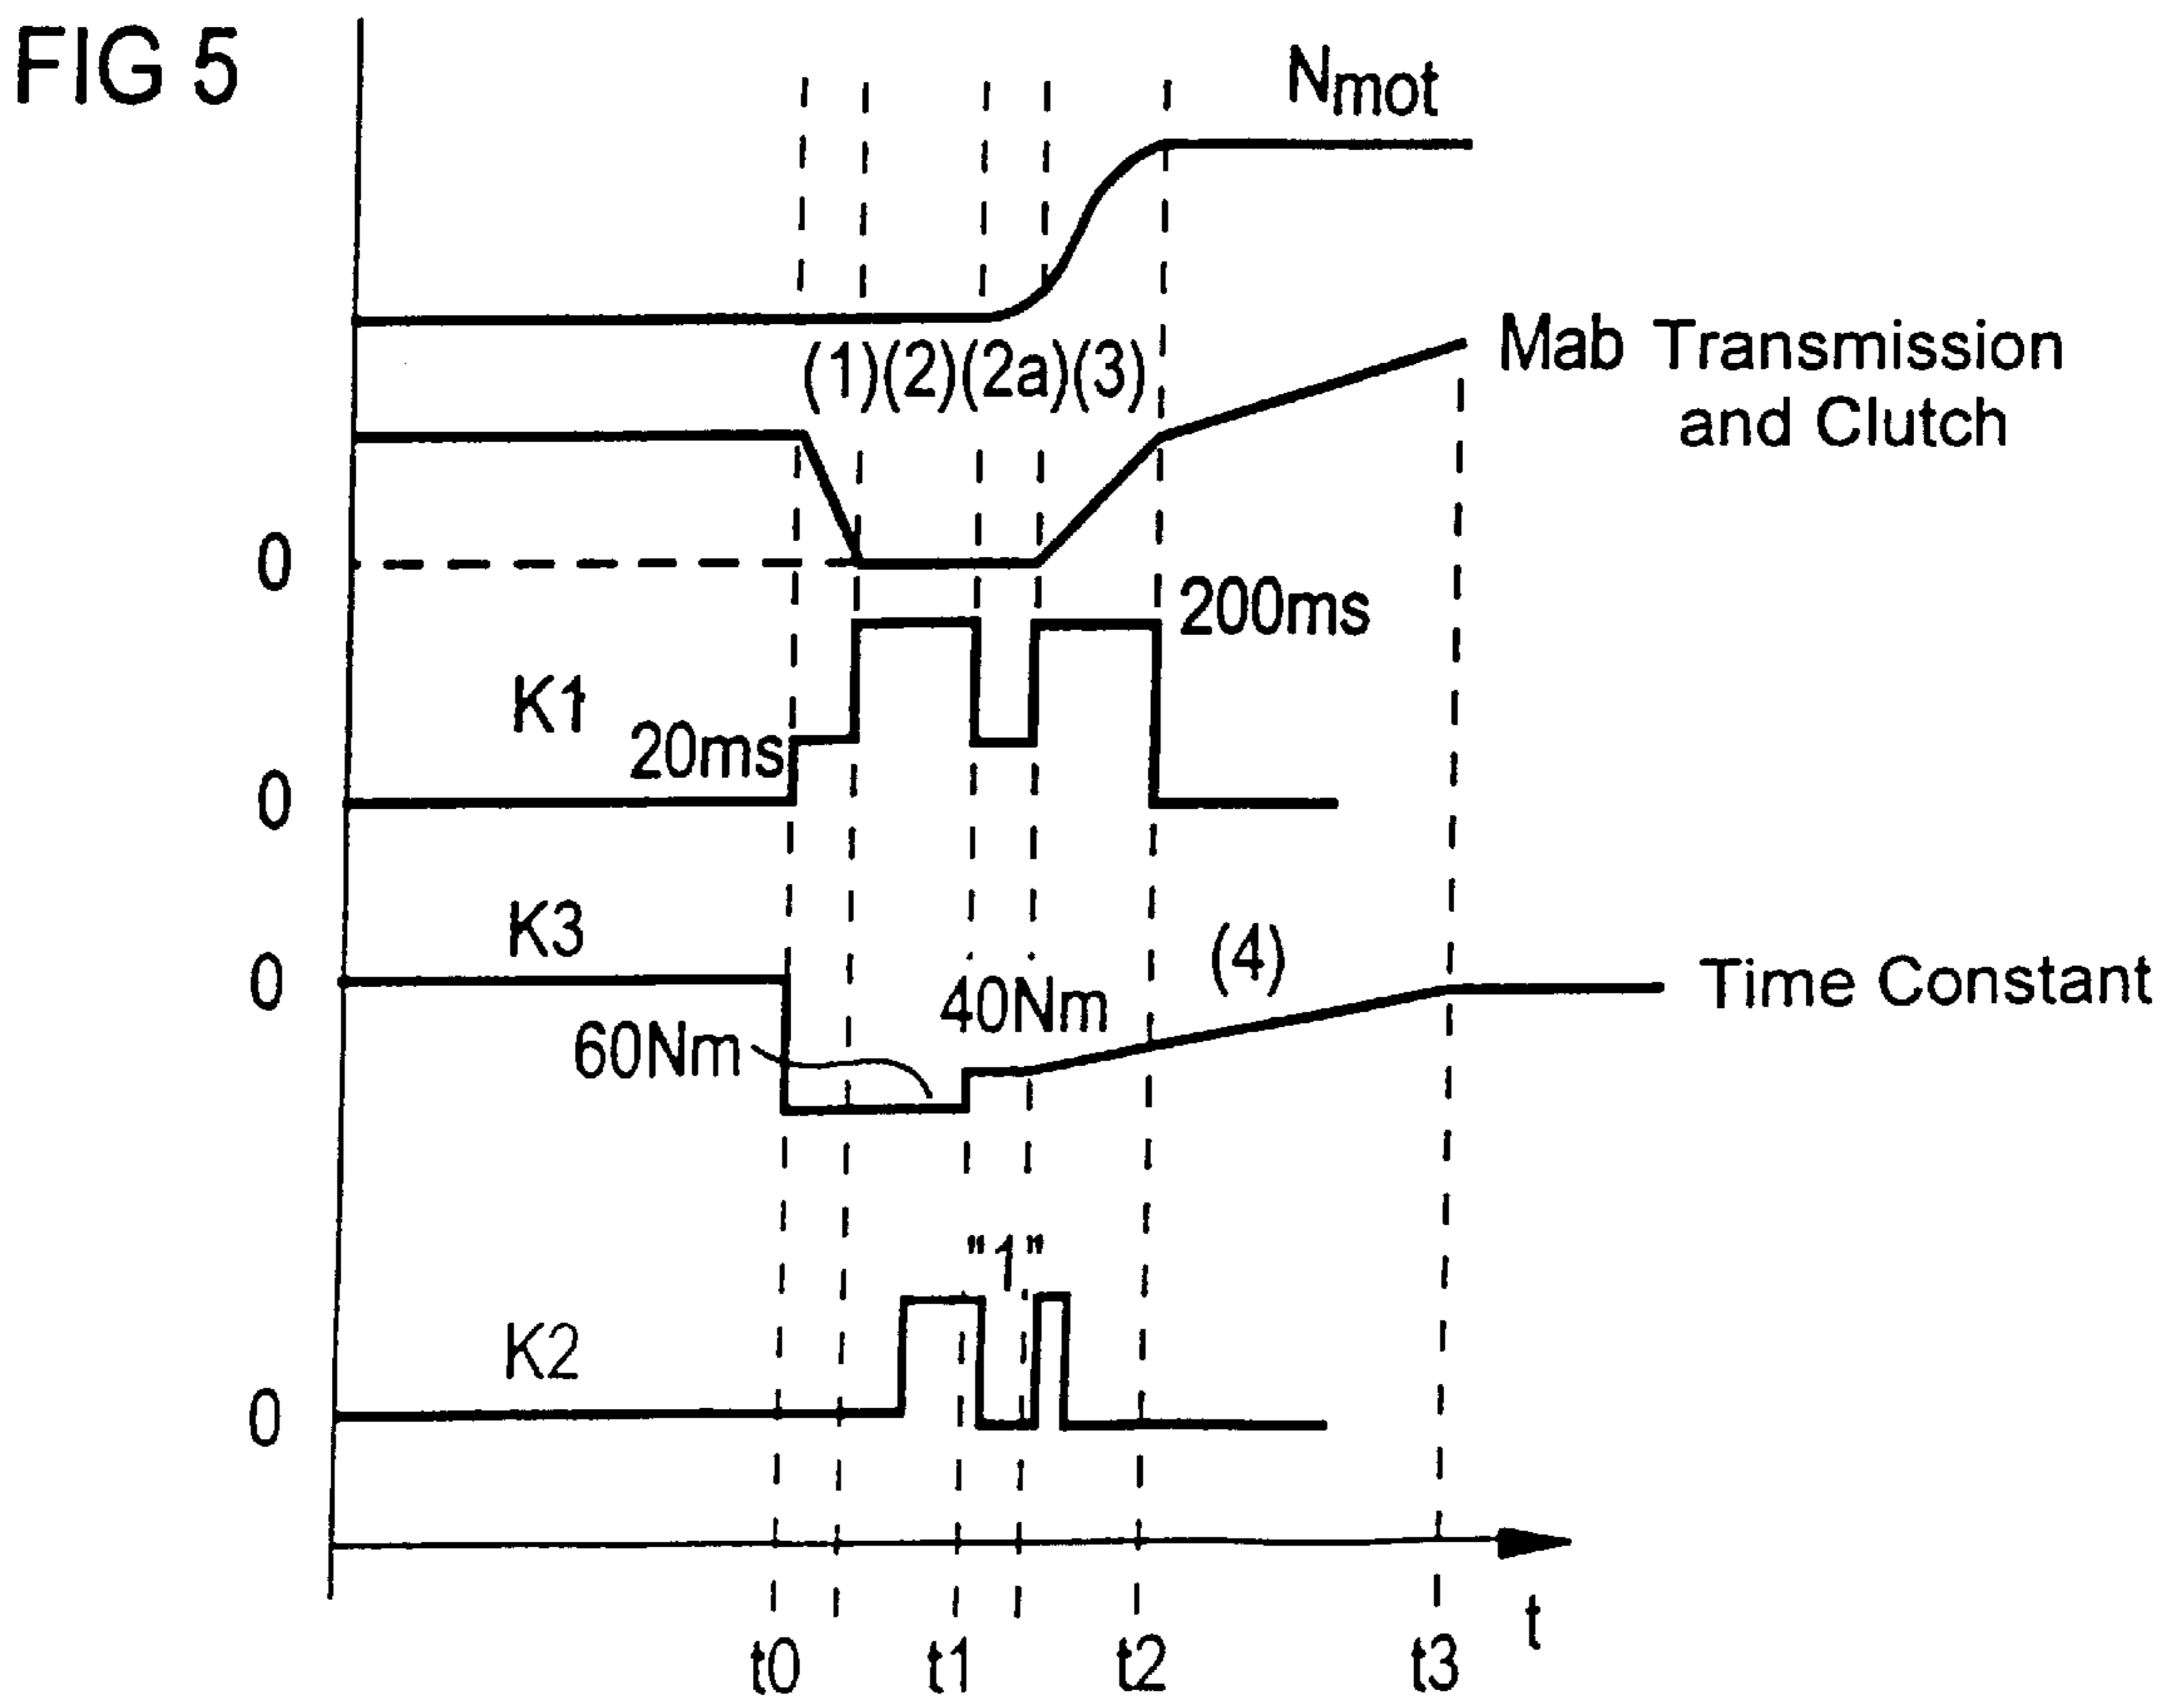 FIG 5
Nmot
(1)(2)(2a)(3)
Mab Transmission
and Clutch
0
200ms
K1
20ms
0
K3
(4)
0
Time Constant
40Nm
60Nm
"1"
K2
0
t
t0 t1 t2 t3